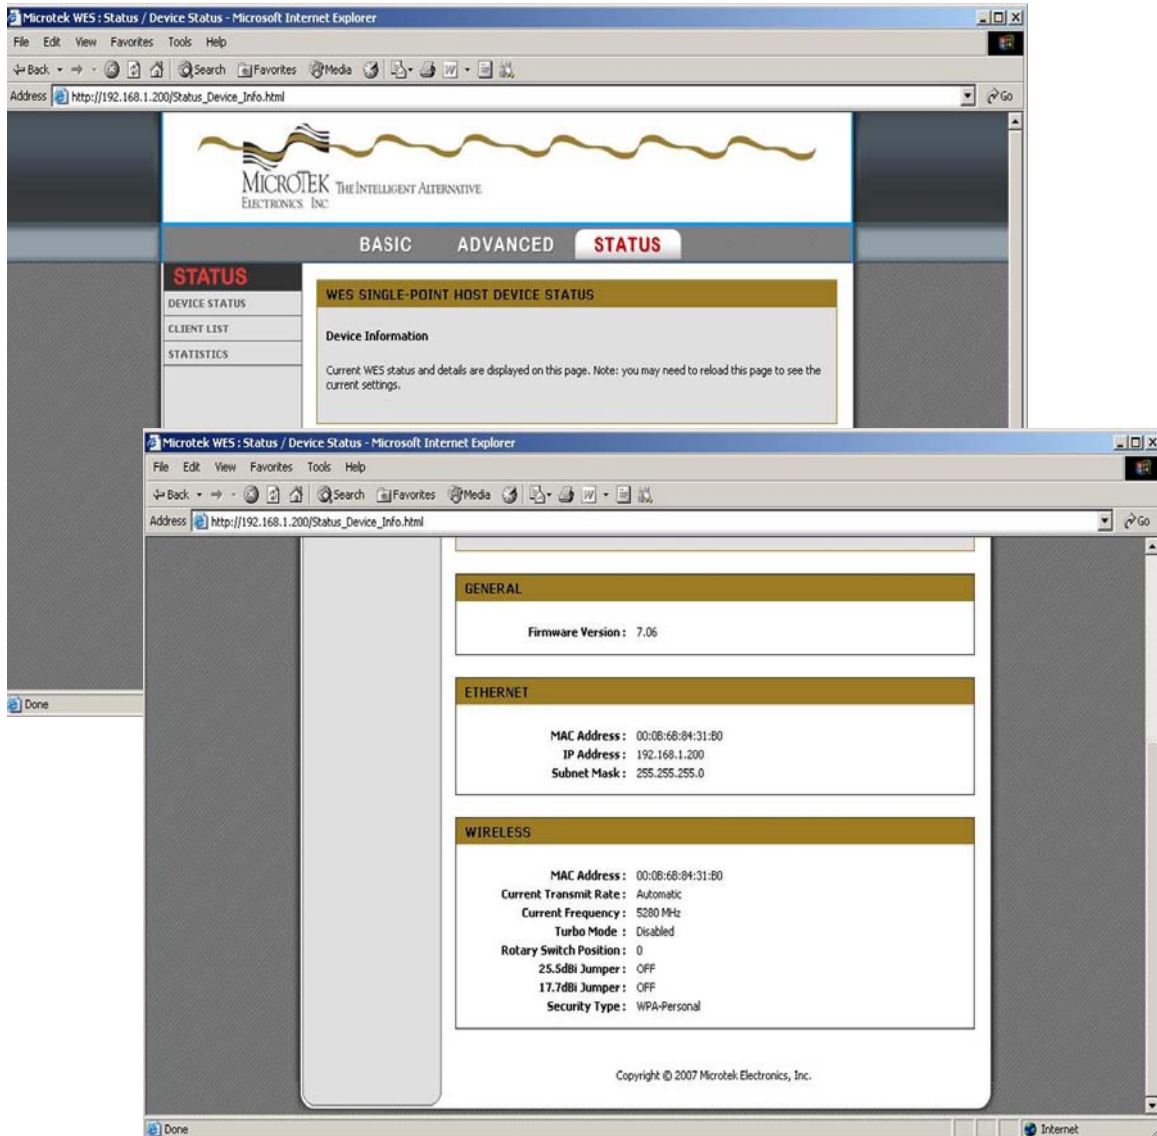 Microtek WES : Status / Device Status - Microsoft Internet Explorer
File Edit View Favorites Tools Help
Back Search Favorites Media
Address http://192.168.1.200/Status_Device_Info.html Go
MICROTEK THE INTELLIGENT ALTERNATIVE
ELECTRONICS. INC
BASIC ADVANCED STATUS
STATUS
DEVICE STATUS
CLIENT LIST
STATISTICS
WES SINGLE-POINT HOST DEVICE STATUS
Device Information
Current WES status and details are displayed on this page. Note: you may need to reload this page to see the
current settings.
Done
Microtek WES : Status / Device Status - Microsoft Internet Explorer
File Edit View Favorites Tools Help
Back Search Favorites Media
Address http://192.168.1.200/Status_Device_Info.html Go
GENERAL
Firmware Version : 7.06
ETHERNET
MAC Address : 00:0B:6B:84:31:B0
IP Address : 192.168.1.200
Subnet Mask : 255.255.255.0
WIRELESS
MAC Address : 00:0B:6B:84:31:B0
Current Transmit Rate : Automatic
Current Frequency : 5280 MHz
Turbo Mode : Disabled
Rotary Switch Position : 0
25.5dBi Jumper : OFF
17.7dBi Jumper : OFF
Security Type : WPA-Personal
Copyright © 2007 Microtek Electronics, Inc.
Done Internet